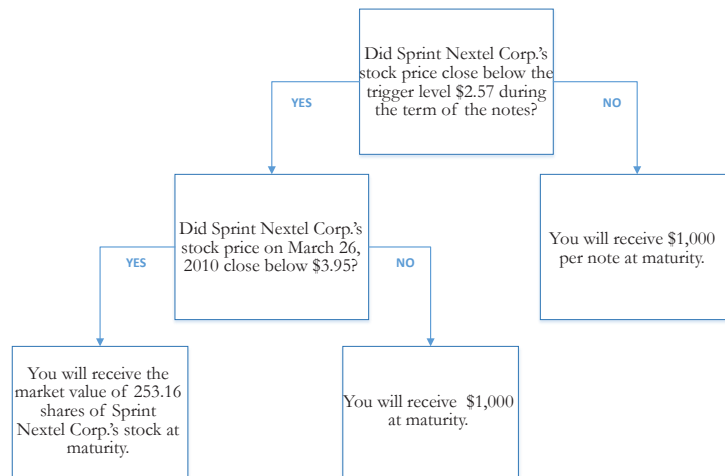 Did Sprint Nextel Corp.'s
stock price close below the
trigger level $2.57 during
the term of the notes?
YES
NO
Did Sprint Nextel Corp.'s
stock price on March 26,
2010 close below $3.95?
You will receive $1,000
per note at maturity.
YES
NO
You will receive the
market value of 253.16
shares of Sprint
Nextel Corp.'s stock at
maturity.
You will receive $1,000
at maturity.